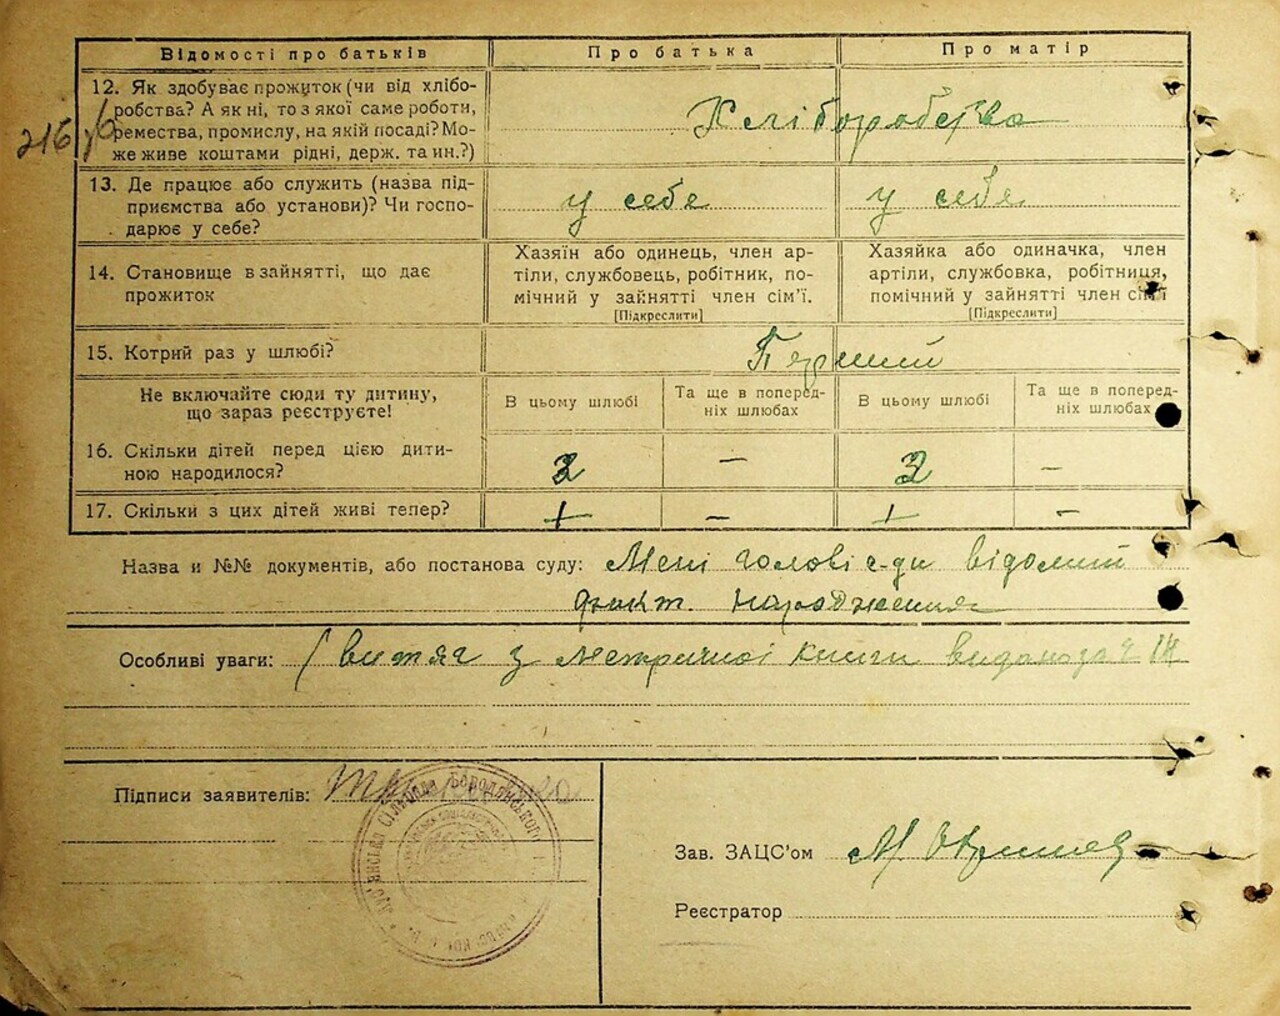 Відомості про батьків
Про батька
Про матір
216
12. Як здобуває прожиток (чи від хлібо-
робства? А як ні, то з якої саме роботи,
ремества, промислу, на якій посаді? Мо-
же живе коштами рідні, держ. та ин.?)
Хліборобства
13. Де працює або служить (назва під-
приємства або установи)? Чи госпо-
дарює у себе?
у себе
у себе
14. Становище в зайнятті, що дає
прожиток
Хазяїн або одинець, член ар-
тіли, службовець, робітник, по-
мічний у зайнятті член сім’ї.
[Підкреслити]
Хазяйка або одиначка, член
артіли, службовка, робітниця,
помічний у зайнятті член сім’ї
[Підкреслити]
15. Котрий раз у шлюбі?
Перший
Не включайте сюди ту дитину,
що зараз реєструєте!
В цьому шлюбі
Та ще в поперед-
ніх шлюбах
В цьому шлюбі
Та ще в поперед-
ніх шлюбах
16. Скільки дітей перед цією дити-
ною народилося?
–
–
17. Скільки з цих дітей живі тепер?
–
–
Назва и №№ документів, або постанова суду: Мені голові с-ди відомий
факт. народження
Особливі уваги: Витяг з метричної книги видано за №
Підписи заявителів:
Бородянського
Зав. ЗАЦС’ом М.
Реєстратор